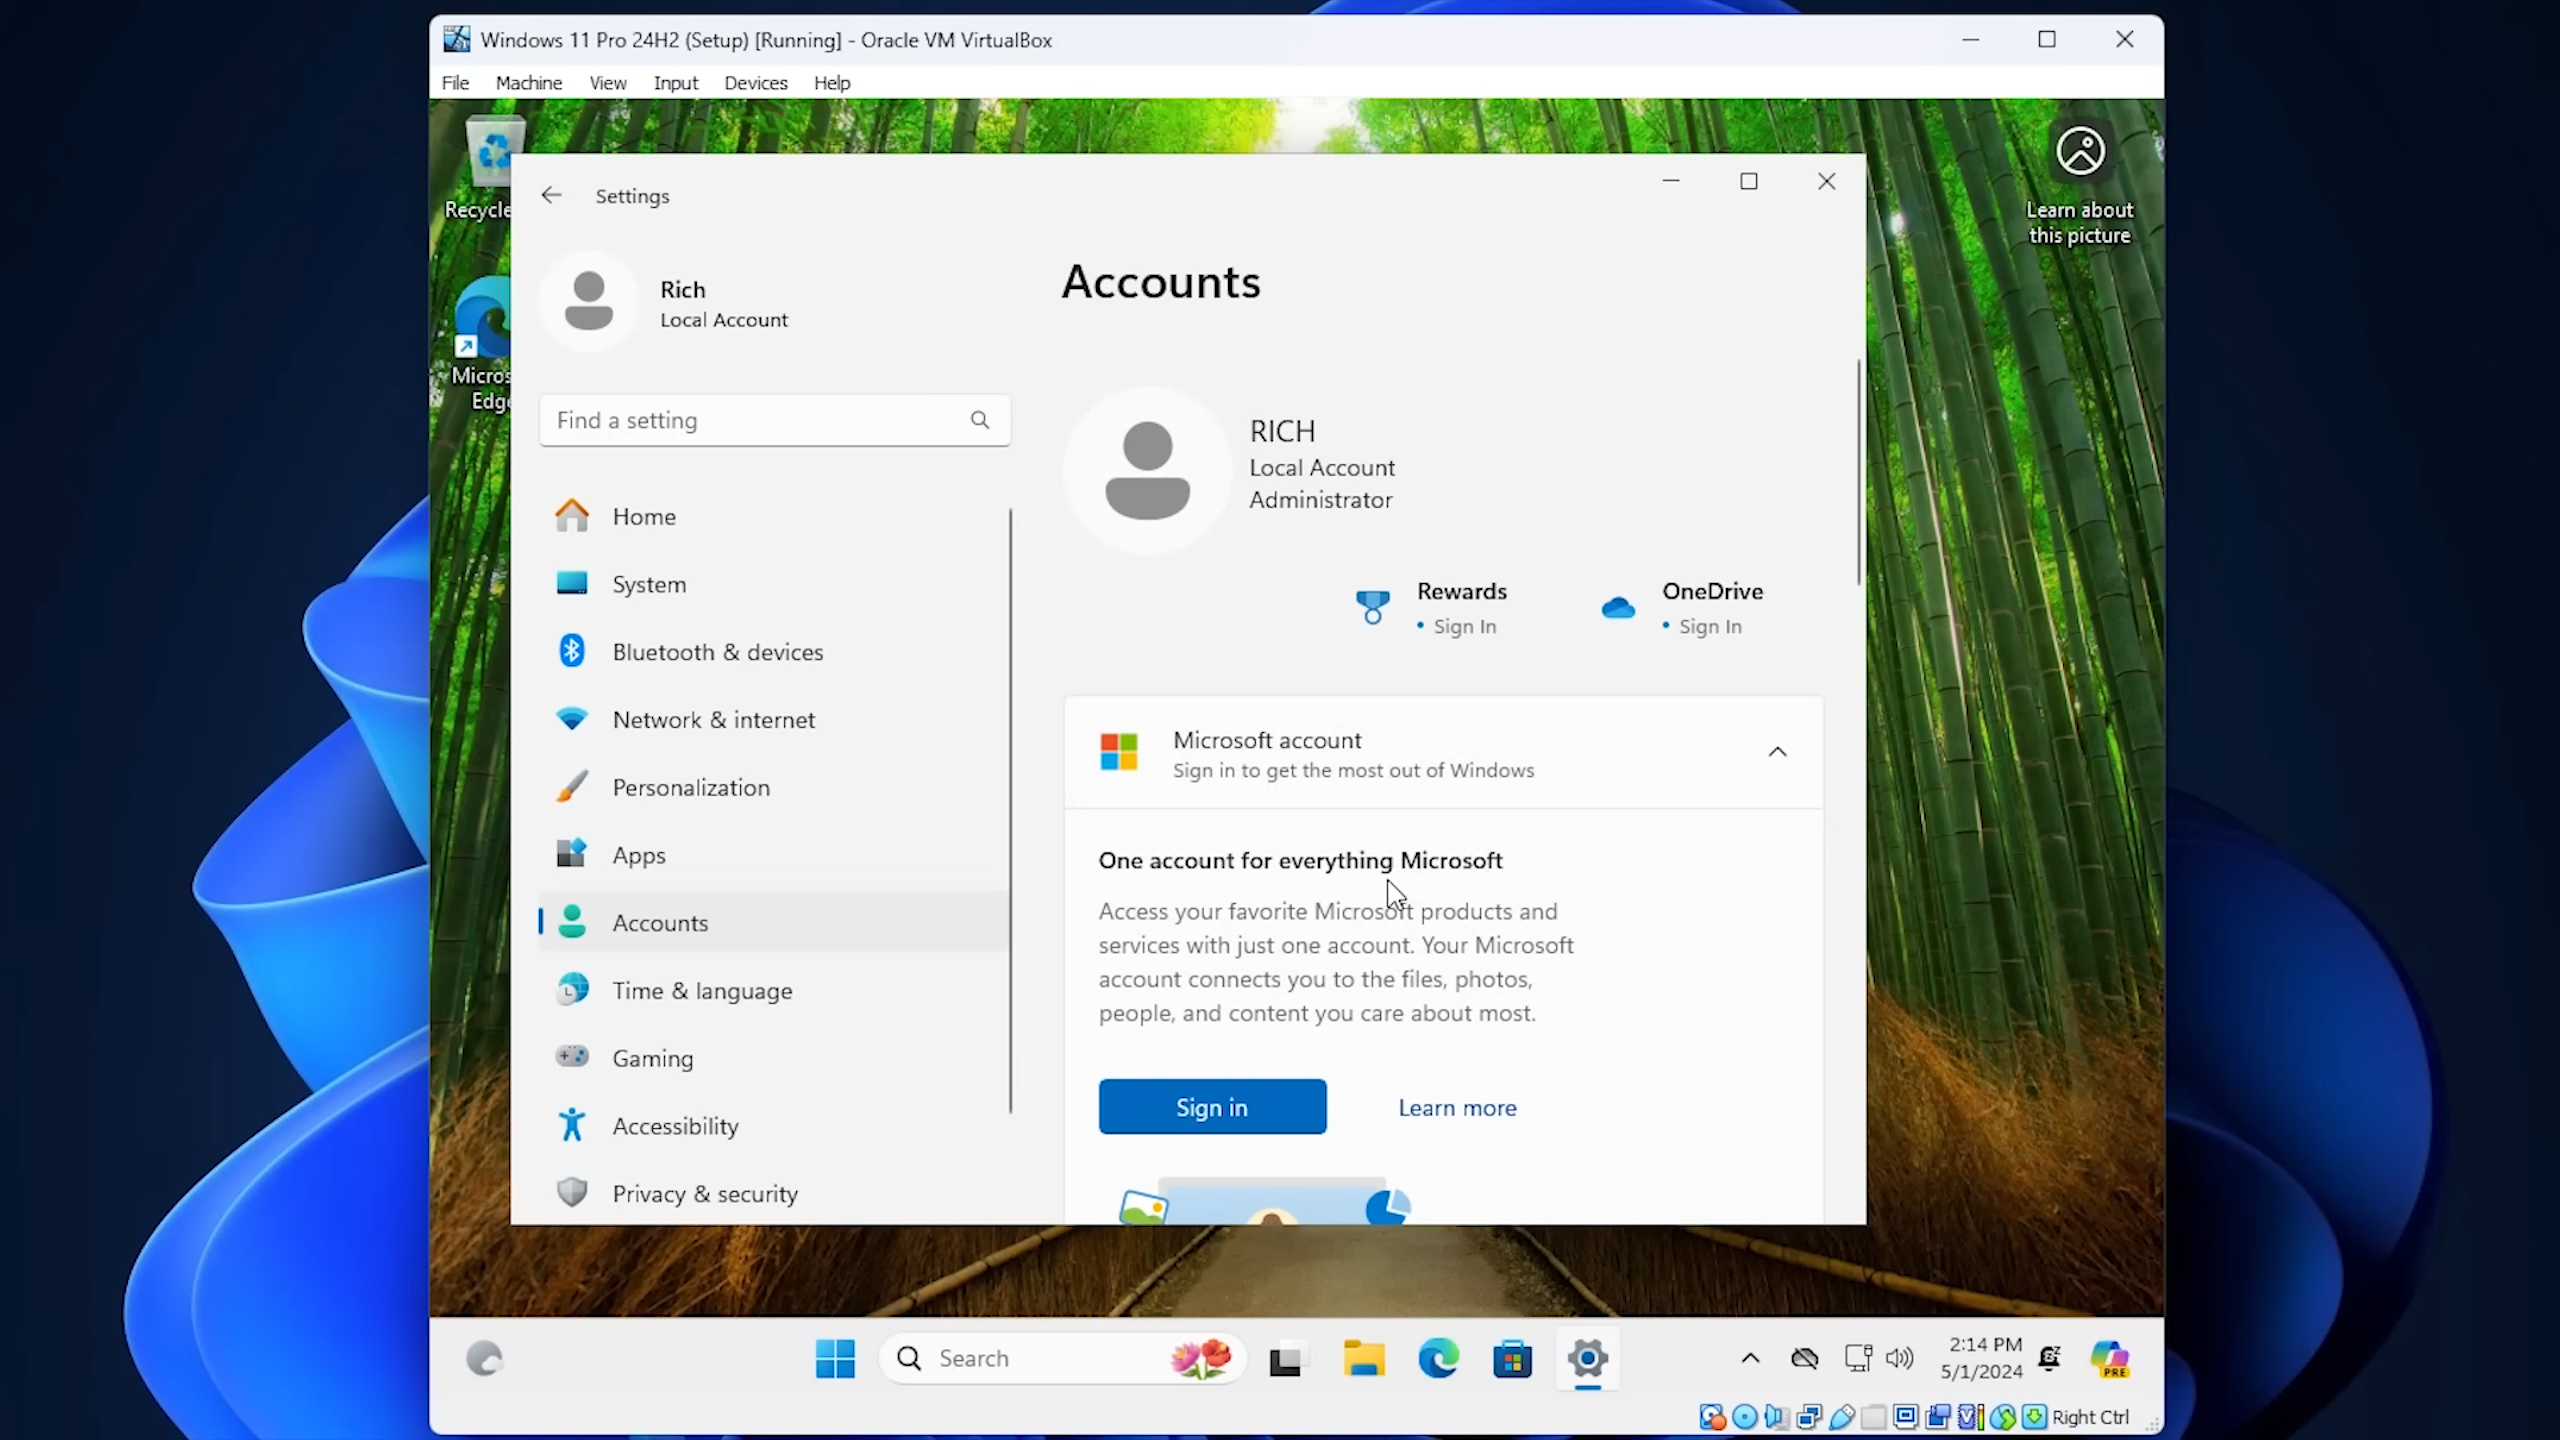 Windows 11 Pro 24H2 (Setup) [Running] - Oracle VM VirtualBox
File Machine View Input Devices Help
Recycle
Micros
Edge
Learn about
this picture
Settings
Rich
Local Account
Find a setting
Home
System
Bluetooth & devices
Network & internet
Personalization
Apps
Accounts
Time & language
Gaming
Accessibility
Privacy & security
Accounts
RICH
Local Account
Administrator
Rewards
• Sign In
OneDrive
• Sign In
Microsoft account
Sign in to get the most out of Windows
One account for everything Microsoft
Access your favorite Microsoft products and
services with just one account. Your Microsoft
account connects you to the files, photos,
people, and content you care about most.
Sign in
Learn more
Search
2:14 PM
5/1/2024
PRE
Right Ctrl